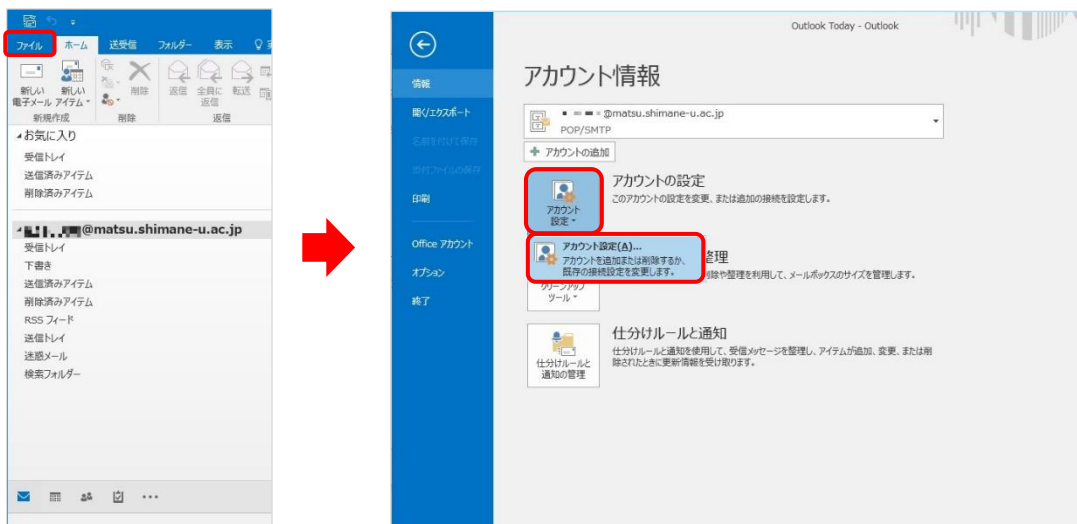 ファイル
ホーム
送受信
フォルダー
表示
新しい
電子メール
新しい
アイテム
削除
返信
全員に
返信
転送
新規作成
削除
返信
お気に入り
受信トレイ
送信済みアイテム
削除済みアイテム
@matsu.shimane-u.ac.jp
受信トレイ
下書き
送信済みアイテム
削除済みアイテム
RSS フィード
送信トレイ
迷惑メール
検索フォルダー
Outlook Today - Outlook
情報
開く/エクスポート
名前を付けて保存
添付ファイルの保存
印刷
Office アカウント
オプション
終了
アカウント情報
@matsu.shimane-u.ac.jp
POP/SMTP
アカウントの追加
アカウント
設定
アカウントの設定
このアカウントの設定を変更、または追加の接続を設定します。
アカウント設定(A)...
アカウントを追加または削除するか、
既存の接続設定を変更します。
整理
削除や整理を利用して、メールボックスのサイズを管理します。
クリーンアップ
ツール
仕分けルールと
通知の管理
仕分けルールと通知
仕分けルールと通知を使用して、受信メッセージを整理し、アイテムが追加、変更、または削
除されたときに更新情報を受け取ります。